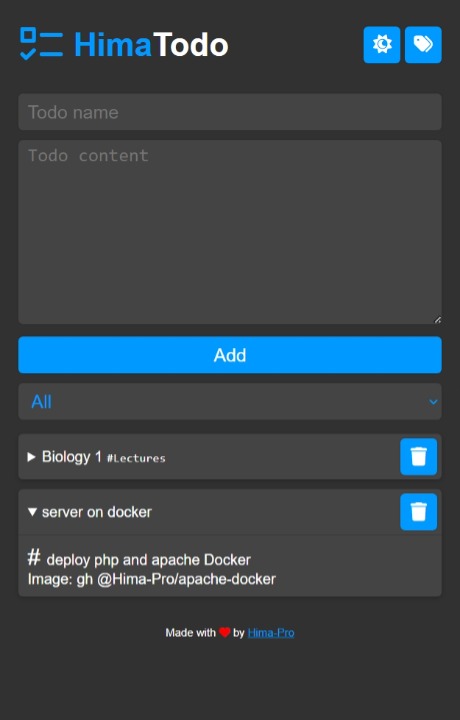 HimaTodo
Todo name
Todo content
Add
All
Biology 1 #Lectures
server on docker
# deploy php and apache Docker
Image: gh @Hima-Pro/apache-docker
Made with ❤ by Hima-Pro